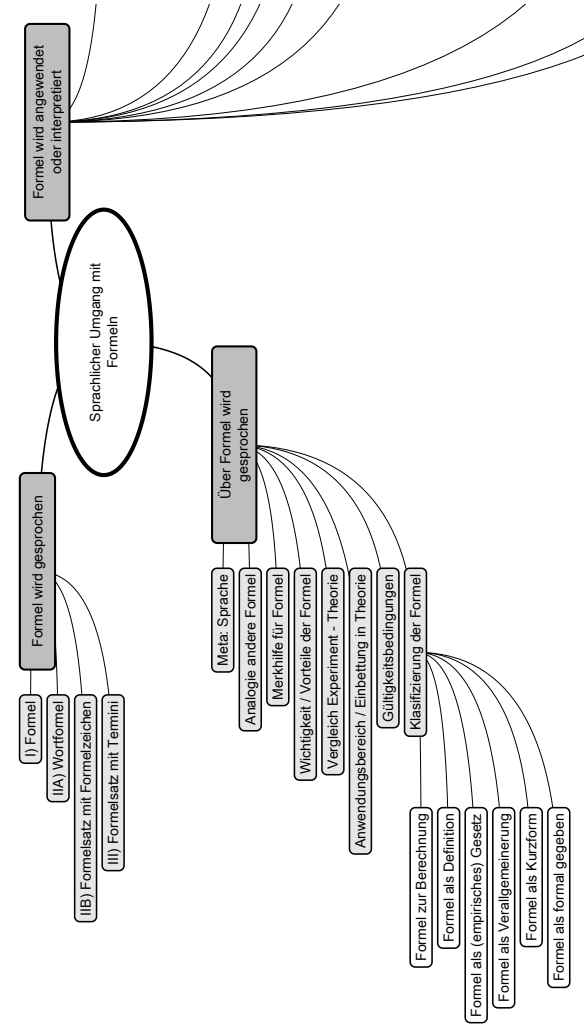 Formel wird angewendet
oder interpretiert
Sprachlicher Umgang mit
Formeln
Formel wird gesprochen
I) Formel
IIA) Wortformel
IIB) Formelsatz mit Formelzeichen
III) Formelsatz mit Termini
Über Formel wird
gesprochen
Meta: Sprache
Analogie andere Formel
Merkhilfe für Formel
Wichtigkeit / Vorteile der Formel
Vergleich Experiment - Theorie
Anwendungsbereich / Einbettung in Theorie
Gültigkeitsbedingungen
Klasifizierung der Formel
Formel zur Berechnung
Formel als Definition
Formel als (empirisches) Gesetz
Formel als Verallgemeinerung
Formel als Kurzform
Formel als formal gegeben